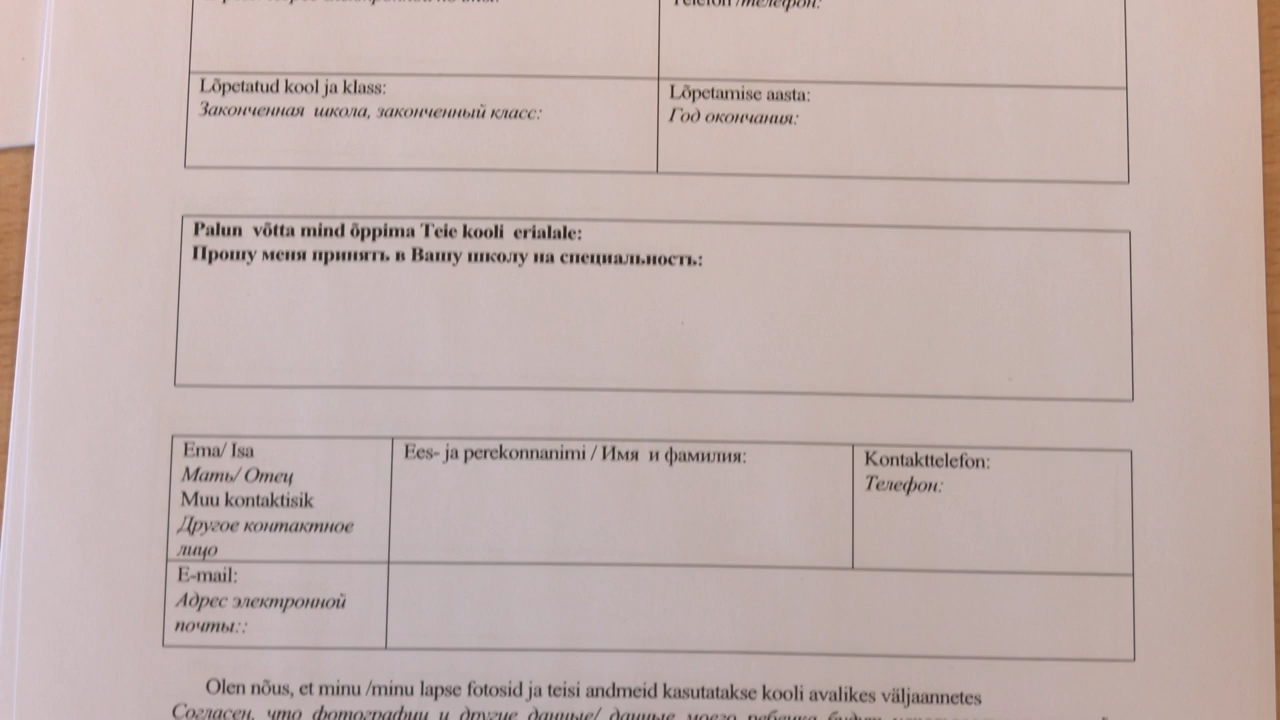 Telefon /телефон:
Lõpetatud kool ja klass:
Законченная школа, законченный класс:
Lõpetamise aasta:
Год окончания:
Palun võtta mind õppima Teie kooli erialale:
Прошу меня принять в Вашу школу на специальность:
Ema/ Isa
Мать/ Отец
Muu kontaktisik
Другое контактное
лицо
Ees- ja perekonnanimi / Имя и фамилия:
Kontakttelefon:
Телефон:
E-mail:
Адрес электронной
почты::
Olen nõus, et minu /minu lapse fotosid ja teisi andmeid kasutatakse kooli avalikes väljaannetes
Согласен, что фотографии и другие данные/ данные моего ребенка будут